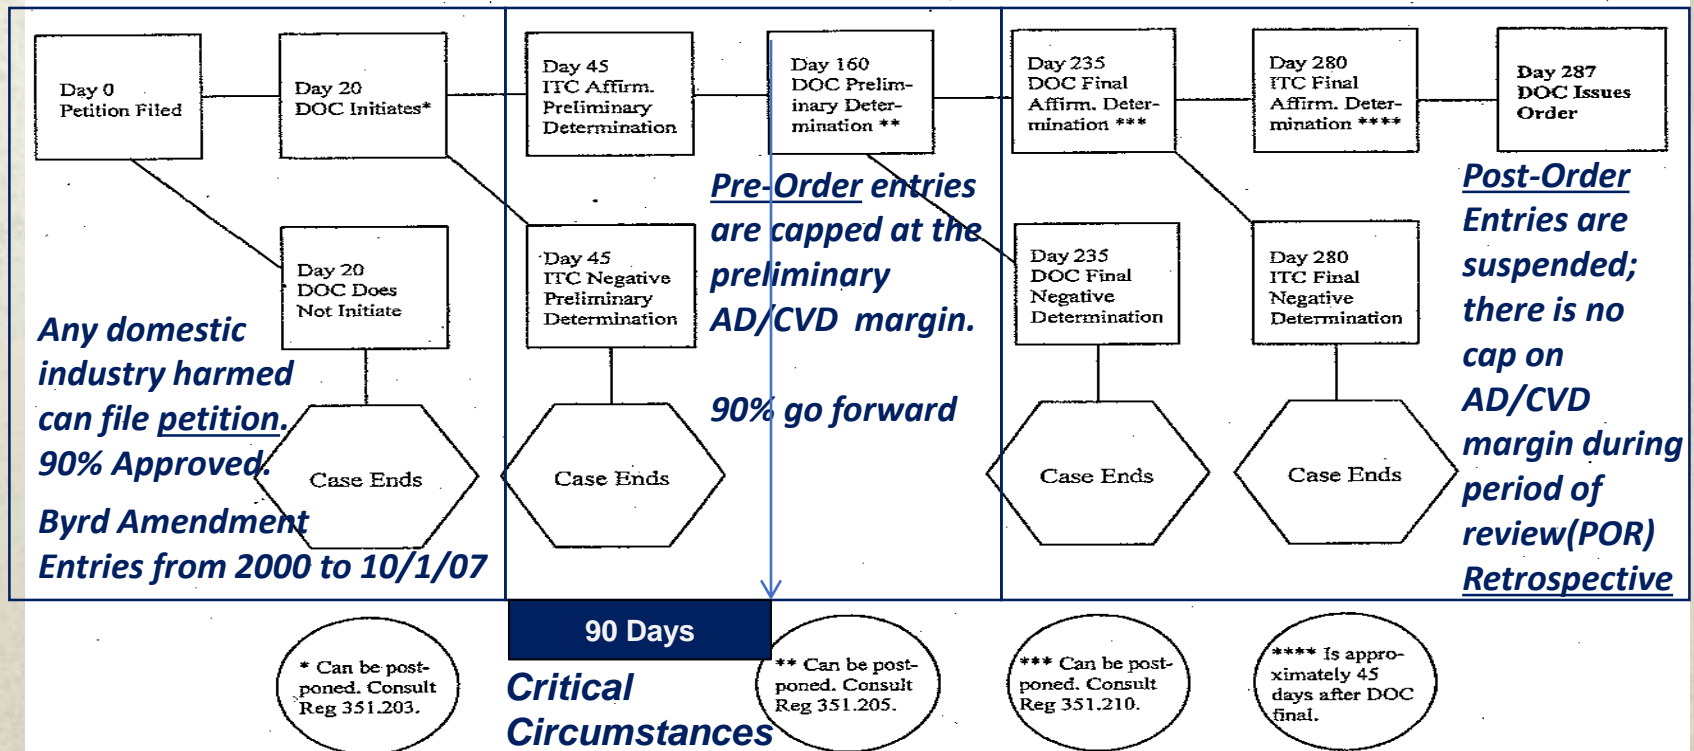 Day 0
Petition Filed
Day 20
DOC Initiates*
Day 45
ITC Affirm.
Preliminary
Determination
Day 160
DOC Prelim-
inary Deter-
mination **
Day 235
DOC Final
Affirm. Deter-
mination ***
Day 280
ITC Final
Affirm. Deter-
mination ****
Day 287
DOC Issues
Order
Day 20
DOC Does
Not Initiate
Day 45
ITC Negative
Preliminary
Determination
Day 235
DOC Final
Negative
Determination
Day 280
ITC Final
Negative
Determination
Any domestic
industry harmed
can file petition.
90% Approved.
Byrd Amendment
Entries from 2000 to 10/1/07
Pre-Order entries
are capped at the
preliminary
AD/CVD margin.
90% go forward
Post-Order
Entries are
suspended;
there is no
cap on
AD/CVD
margin during
period of
review(POR)
Retrospective
Case Ends
Case Ends
Case Ends
Case Ends
90 Days
Critical
Circumstances
* Can be post-
poned. Consult
Reg 351.203.
** Can be post-
poned. Consult
Reg 351.205.
*** Can be post-
poned. Consult
Reg 351.210.
**** Is appro-
ximately 45
days after DOC
final.